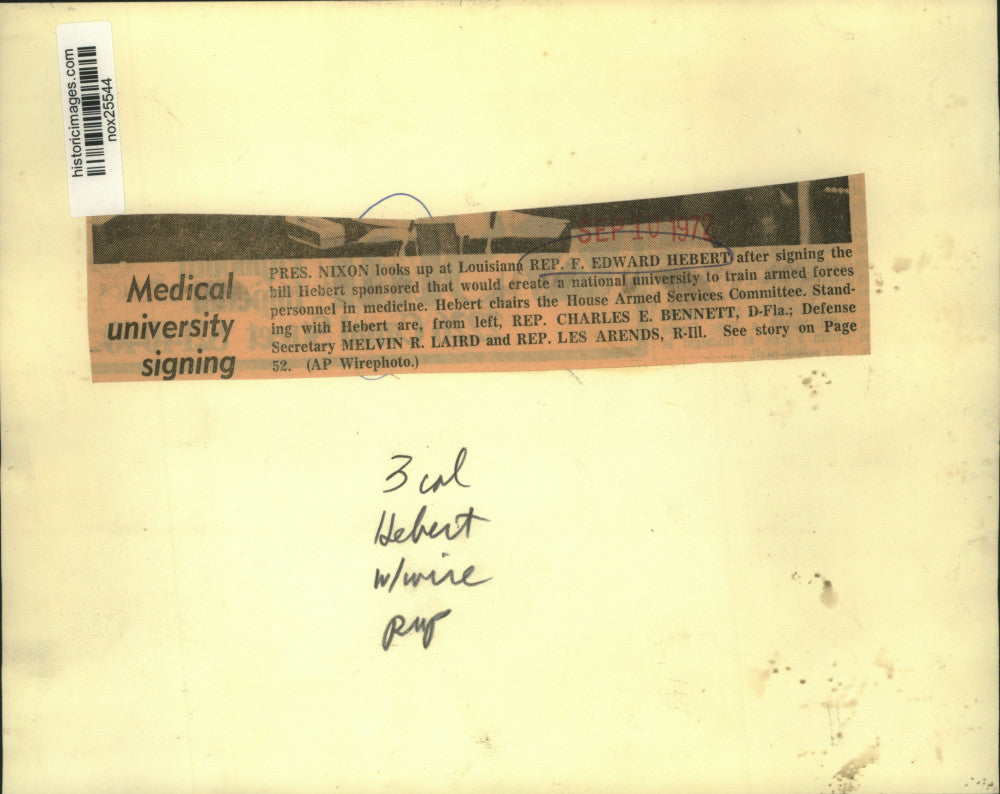 historicimages.com
nox25544
SEP 10 1972
Medical
university
signing
PRES. NIXON looks up at Louisiana REP. F. EDWARD HEBERT after signing the
bill Hebert sponsored that would create a national university to train armed forces
personnel in medicine. Hebert chairs the House Armed Services Committee. Stand-
ing with Hebert are, from left, REP. CHARLES E. BENNETT, D-Fla.; Defense
Secretary MELVIN R. LAIRD and REP. LES ARENDS, R-Ill. See story on Page
52. (AP Wirephoto.)
3 col
Hebert
w/wire